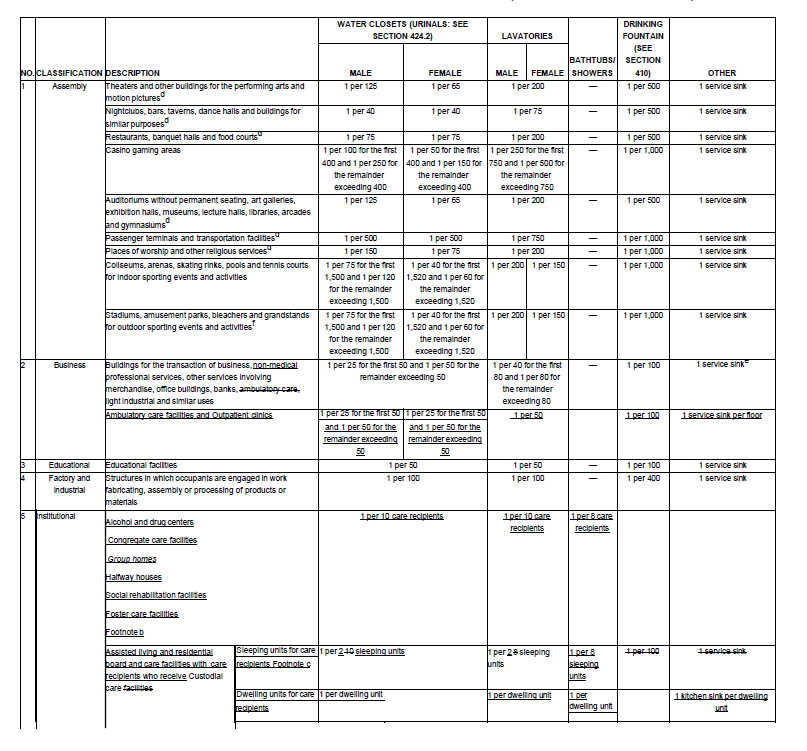 WATER CLOSETS (URINALS: SEE SECTION 424.2)
LAVATORIES
DRINKING FOUNTAIN (SEE SECTION 410)
BATHTUBS/ SHOWERS
NO. CLASSIFICATION DESCRIPTION MALE FEMALE MALE FEMALE OTHER
1 Assembly Theaters and other buildings for the performing arts and motion pictures^d 1 per 125 1 per 65 1 per 200 — 1 per 500 1 service sink
Nightclubs, bars, taverns, dance halls and buildings for similar purposes^d 1 per 40 1 per 40 1 per 75 — 1 per 500 1 service sink
Restaurants, banquet halls and food courts^d 1 per 75 1 per 75 1 per 200 — 1 per 500 1 service sink
Casino gaming areas 1 per 100 for the first 400 and 1 per 250 for the remainder exceeding 400 1 per 50 for the first 400 and 1 per 150 for the remainder exceeding 400 1 per 250 for the first 750 and 1 per 500 for the remainder exceeding 750 — 1 per 1,000 1 service sink
Auditoriums without permanent seating, art galleries, exhibition halls, museums, lecture halls, libraries, arcades and gymnasiums^d 1 per 125 1 per 65 1 per 200 — 1 per 500 1 service sink
Passenger terminals and transportation facilities^d 1 per 500 1 per 500 1 per 750 — 1 per 1,000 1 service sink
Places of worship and other religious services^d 1 per 150 1 per 75 1 per 200 — 1 per 1,000 1 service sink
Coliseums, arenas, skating rinks, pools and tennis courts for indoor sporting events and activities 1 per 75 for the first 1,500 and 1 per 120 for the remainder exceeding 1,500 1 per 40 for the first 1,520 and 1 per 60 for the remainder exceeding 1,520 1 per 200 1 per 150 — 1 per 1,000 1 service sink
Stadiums, amusement parks, bleachers and grandstands for outdoor sporting events and activities^f 1 per 75 for the first 1,500 and 1 per 120 for the remainder exceeding 1,500 1 per 40 for the first 1,520 and 1 per 60 for the remainder exceeding 1,520 1 per 200 1 per 150 — 1 per 1,000 1 service sink
2 Business Buildings for the transaction of business, non-medical professional services, other services involving merchandise, office buildings, banks, ambulatory care, light industrial and similar uses 1 per 25 for the first 50 and 1 per 50 for the remainder exceeding 50 1 per 40 for the first 80 and 1 per 80 for the remainder exceeding 80 — 1 per 100 1 service sink^e
Ambulatory care facilities and Outpatient clinics 1 per 25 for the first 50 and 1 per 50 for the remainder exceeding 50 1 per 25 for the first 50 and 1 per 50 for the remainder exceeding 50 1 per 50 1 per 100 1 service sink per floor
3 Educational Educational facilities 1 per 50 1 per 50 — 1 per 100 1 service sink
4 Factory and Industrial Structures in which occupants are engaged in work fabricating, assembly or processing of products or materials 1 per 100 1 per 100 — 1 per 400 1 service sink
5 Institutional Alcohol and drug centers 1 per 10 care recipients 1 per 10 care recipients 1 per 8 care recipients
Congregate care facilities
Group homes
Halfway houses
Social rehabilitation facilities
Foster care facilities
Footnote b
Assisted living and residential board and care facilities with care recipients who receive Custodial care facilities
Sleeping units for care recipients Footnote c 1 per 2 10 sleeping units 1 per 2 8 sleeping units 1 per 8 sleeping units 1 per 100 1 service sink
Dwelling units for care recipients 1 per dwelling unit 1 per dwelling unit 1 per dwelling unit 1 kitchen sink per dwelling unit